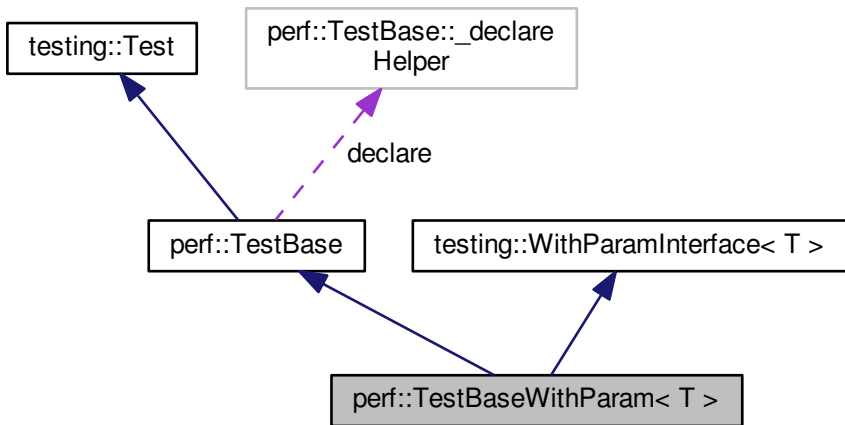 testing::Test
perf::TestBase::_declare
Helper
declare
perf::TestBase
testing::WithParamInterface< T >
perf::TestBaseWithParam< T >